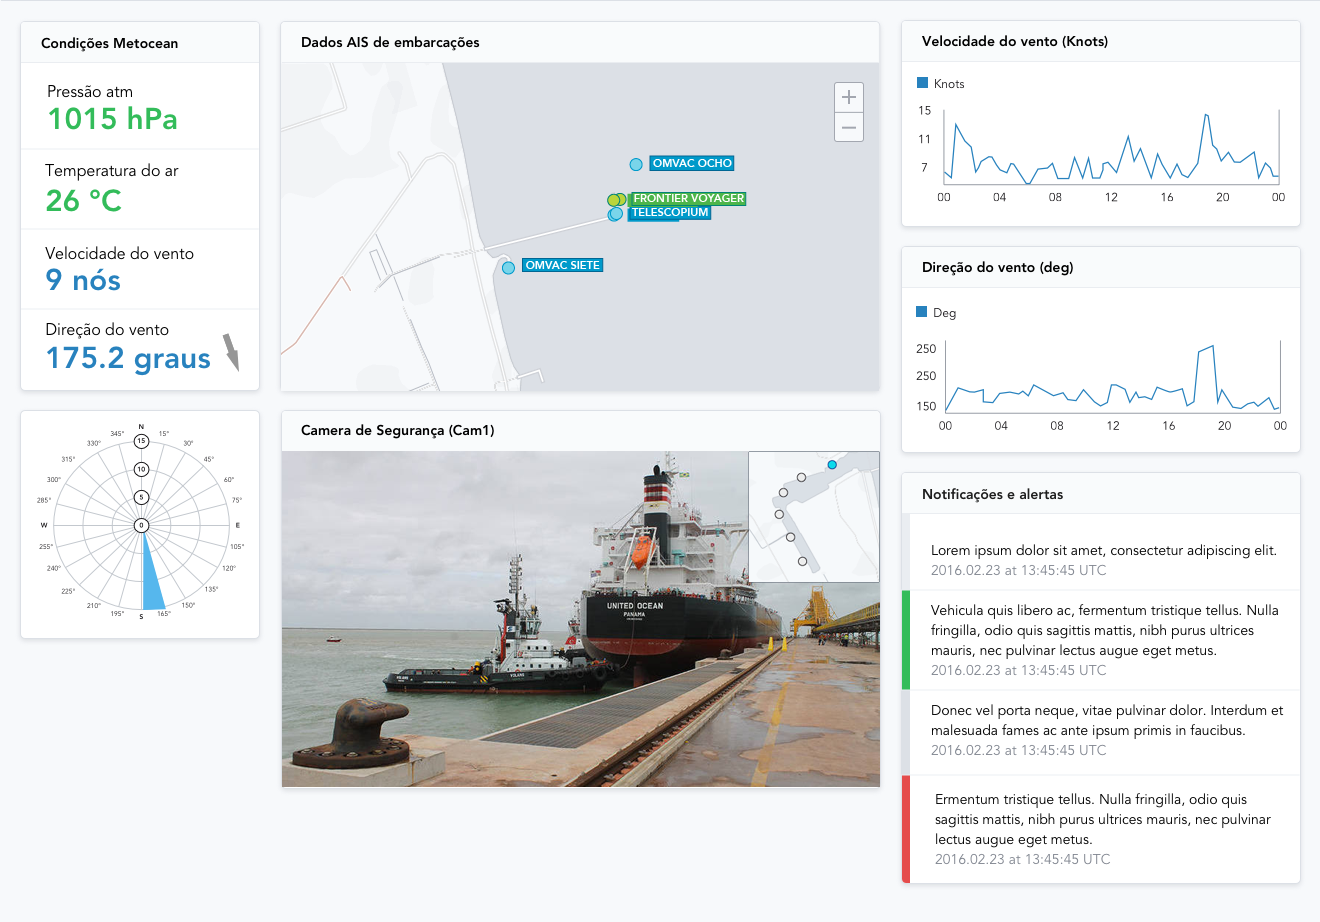 Condições Metocean
Pressão atm
1015 hPa
Temperatura do ar
26 °C
Velocidade do vento
9 nós
Direção do vento
175.2 graus
N
345°
15°
330°
30°
315°
45°
300°
60°
285°
75°
W
E
255°
105°
240°
120°
225°
135°
210°
150°
195°
165°
S
15
10
5
0
Dados AIS de embarcações
+
−
OMVAC OCHO
FRONTIER VOYAGER
TELESCOPIUM
OMVAC SIETE
Camera de Segurança (Cam1)
UNITED OCEAN
PANAMA
VOLANS
VOLANS
Velocidade do vento (Knots)
Knots
15
11
7
00 04 08 12 16 20 00
Direção do vento (deg)
Deg
250
250
150
00 04 08 12 16 20 00
Notificações e alertas
Lorem ipsum dolor sit amet, consectetur adipiscing elit.
2016.02.23 at 13:45:45 UTC
Vehicula quis libero ac, fermentum tristique tellus. Nulla
fringilla, odio quis sagittis mattis, nibh purus ultrices
mauris, nec pulvinar lectus augue eget metus.
2016.02.23 at 13:45:45 UTC
Donec vel porta neque, vitae pulvinar dolor. Interdum et
malesuada fames ac ante ipsum primis in faucibus.
2016.02.23 at 13:45:45 UTC
Ermentum tristique tellus. Nulla fringilla, odio quis
sagittis mattis, nibh purus ultrices mauris, nec pulvinar
lectus augue eget metus.
2016.02.23 at 13:45:45 UTC